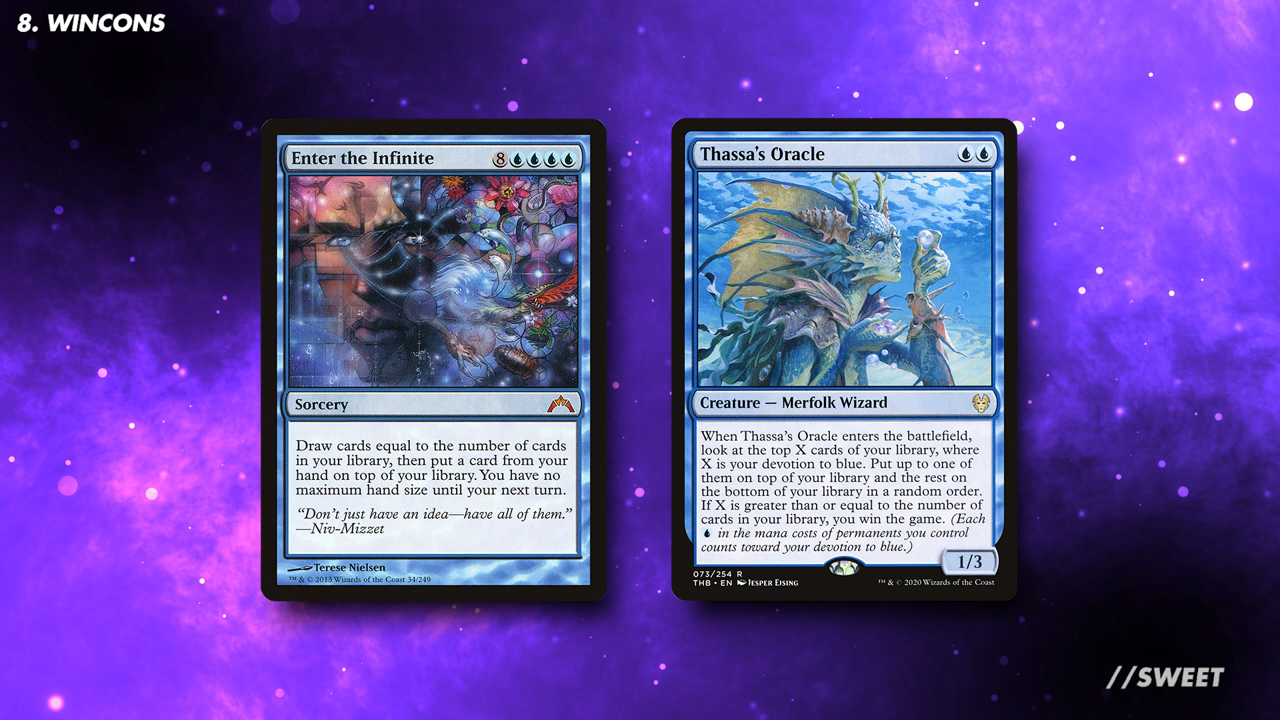 8. WINCONS
Enter the Infinite
8
Sorcery
Draw cards equal to the number of cards
in your library, then put a card from your
hand on top of your library. You have no
maximum hand size until your next turn.
“Don’t just have an idea—have all of them.”
—Niv-Mizzet
Terese Nielsen
™ & © 2013 Wizards of the Coast 34/249
Thassa’s Oracle
Creature — Merfolk Wizard
When Thassa’s Oracle enters the battlefield,
look at the top X cards of your library, where
X is your devotion to blue. Put up to one of
them on top of your library and the rest on
the bottom of your library in a random order.
If X is greater than or equal to the number of
cards in your library, you win the game. (Each
in the mana costs of permanents you control
counts toward your devotion to blue.)
1/3
073/254 R
THB • EN Jesper Ejsing
™ & © 2020 Wizards of the Coast
//SWEET